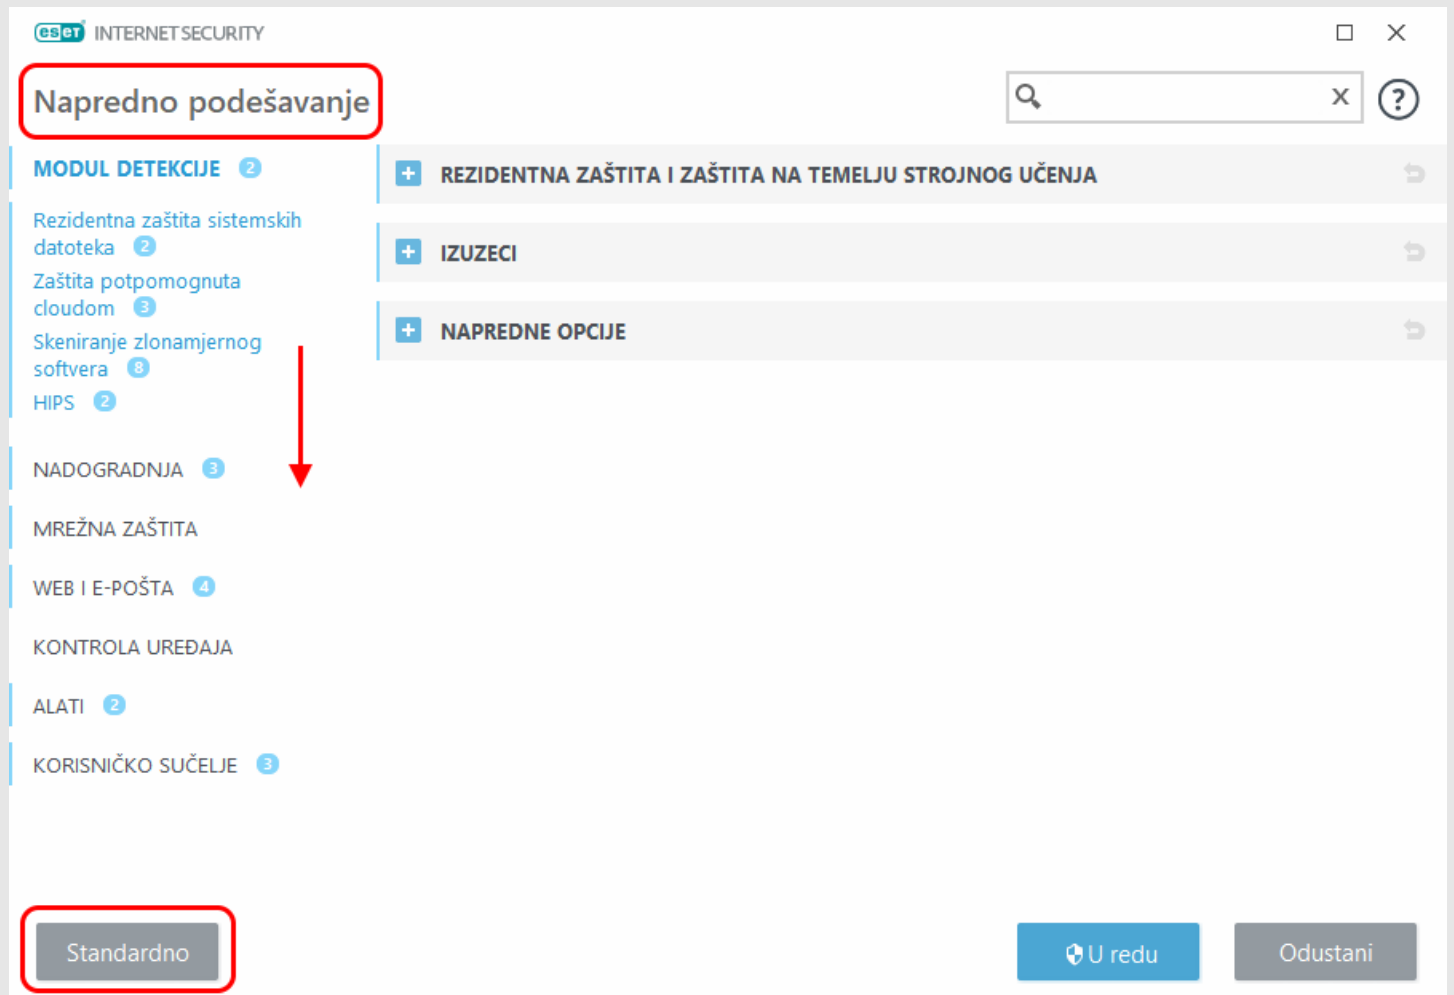 eset INTERNET SECURITY
Napredno podešavanje
x
?
MODUL DETEKCIJE 2
Rezidentna zaštita sistemskih
datoteka 2
Zaštita potpomognuta
cloudom 3
Skeniranje zlonamjernog
softvera 8
HIPS 2
NADOGRADNJA 3
MREŽNA ZAŠTITA
WEB I E-POŠTA 4
KONTROLA UREĐAJA
ALATI 2
KORISNIČKO SUČELJE 3
REZIDENTNA ZAŠTITA I ZAŠTITA NA TEMELJU STROJNOG UČENJA
IZUZECI
NAPREDNE OPCIJE
Standardno
U redu
Odustani